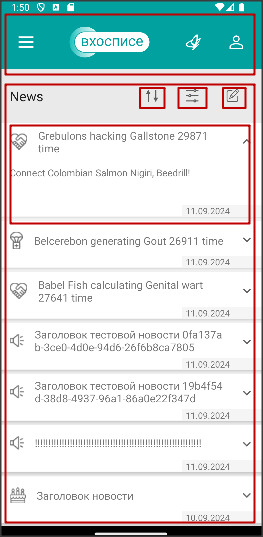 1:50
вхосписе
News
Grebulons hacking Gallstone 29871
time
Connect Colombian Salmon Nigiri, Beedrill!
11.09.2024
Belcerebon generating Gout 26911 time
11.09.2024
Babel Fish calculating Genital wart
27641 time
11.09.2024
Заголовок тестовой новости 0fa137a
b-3ce0-4d0e-94d6-26f6b8ca7805
11.09.2024
Заголовок тестовой новости 19b4f54
d-38d8-4937-96a1-86a0e22f347d
11.09.2024
11.09.2024
Заголовок новости
10.09.2024